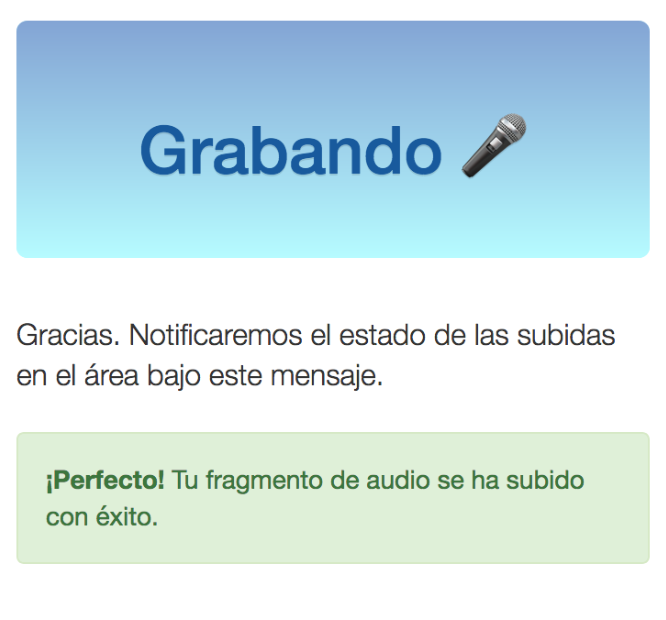 Grabando 🎤
Gracias. Notificaremos el estado de las subidas
en el área bajo este mensaje.
¡Perfecto! Tu fragmento de audio se ha subido
con éxito.